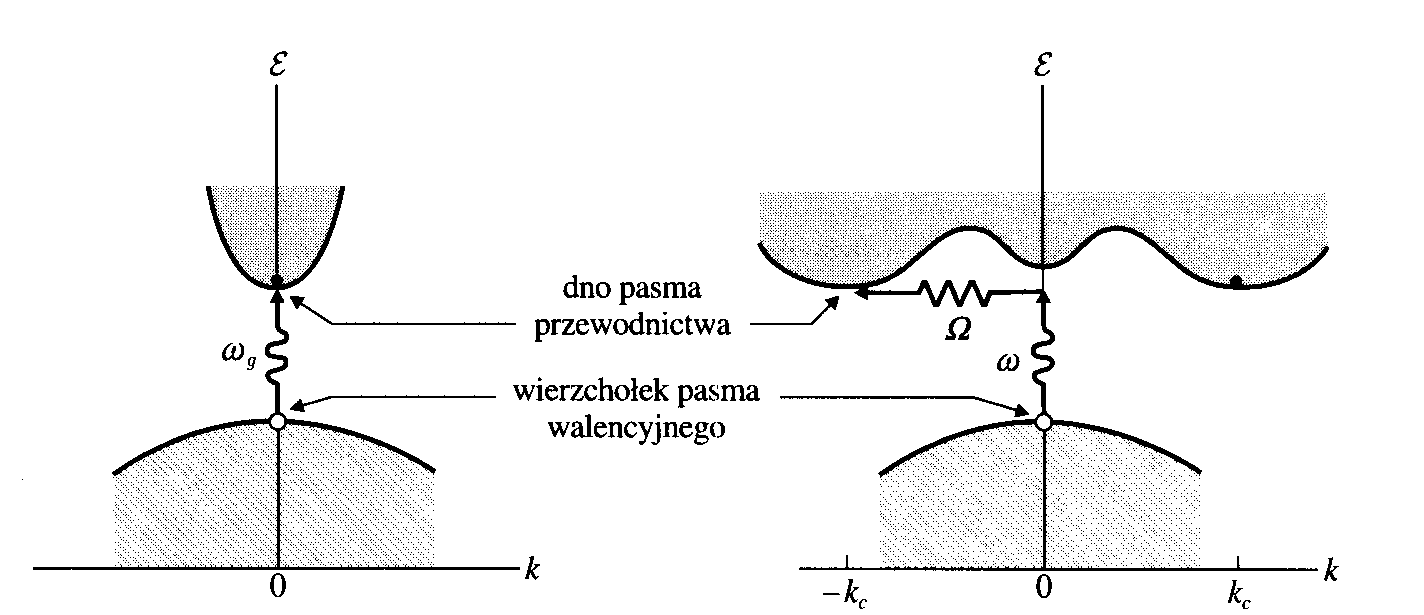 ℰ
ℰ
dno pasma
przewodnictwa
Ω
ω_g
ω
wierzchołek pasma
walencyjnego
k
k
0
-k_c
0
k_c